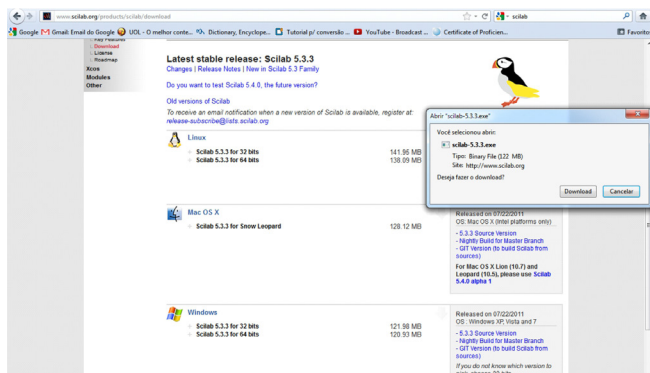 www.scilab.org/products/scilab/download
scilab
Google Gmail: Email do Google UOL - O melhor conte... Dictionary, Encyclope... Tutorial p/ conversão ... YouTube - Broadcast ... Certificate of Proficien... Favorito
Key Features
Download
License
Roadmap
Xcos
Modules
Other
Latest stable release: Scilab 5.3.3
Changes | Release Notes | New in Scilab 5.3 Family
Do you want to test Scilab 5.4.0, the future version?
Old versions of Scilab
To receive an email notification when a new version of Scilab is available, register at:
release-subscribe@lists.scilab.org
Linux
Scilab 5.3.3 for 32 bits 141.95 MB
Scilab 5.3.3 for 64 bits 138.09 MB
Abrir "scilab-5.3.3.exe"
Você selecionou abrir:
scilab-5.3.3.exe
Tipo: Binary File (122 MB)
Site: http://www.scilab.org
Deseja fazer o download?
Download Cancelar
Mac OS X
Scilab 5.3.3 for Snow Leopard 128.12 MB
Released on 07/22/2011
OS: Mac OS X (Intel platforms only)
- 5.3.3 Source Version
- Nightly Build for Master Branch
- GIT Version (to build Scilab from
sources)
For Mac OS X Lion (10.7) and
Leopard (10.5), please use Scilab
5.4.0 alpha 1
Windows
Scilab 5.3.3 for 32 bits 121.98 MB
Scilab 5.3.3 for 64 bits 120.93 MB
Released on 07/22/2011
OS : Windows XP, Vista and 7
- 5.3.3 Source Version
- Nightly Build for Master Branch
- GIT Version (to build Scilab from
sources)
If you do not know which version to